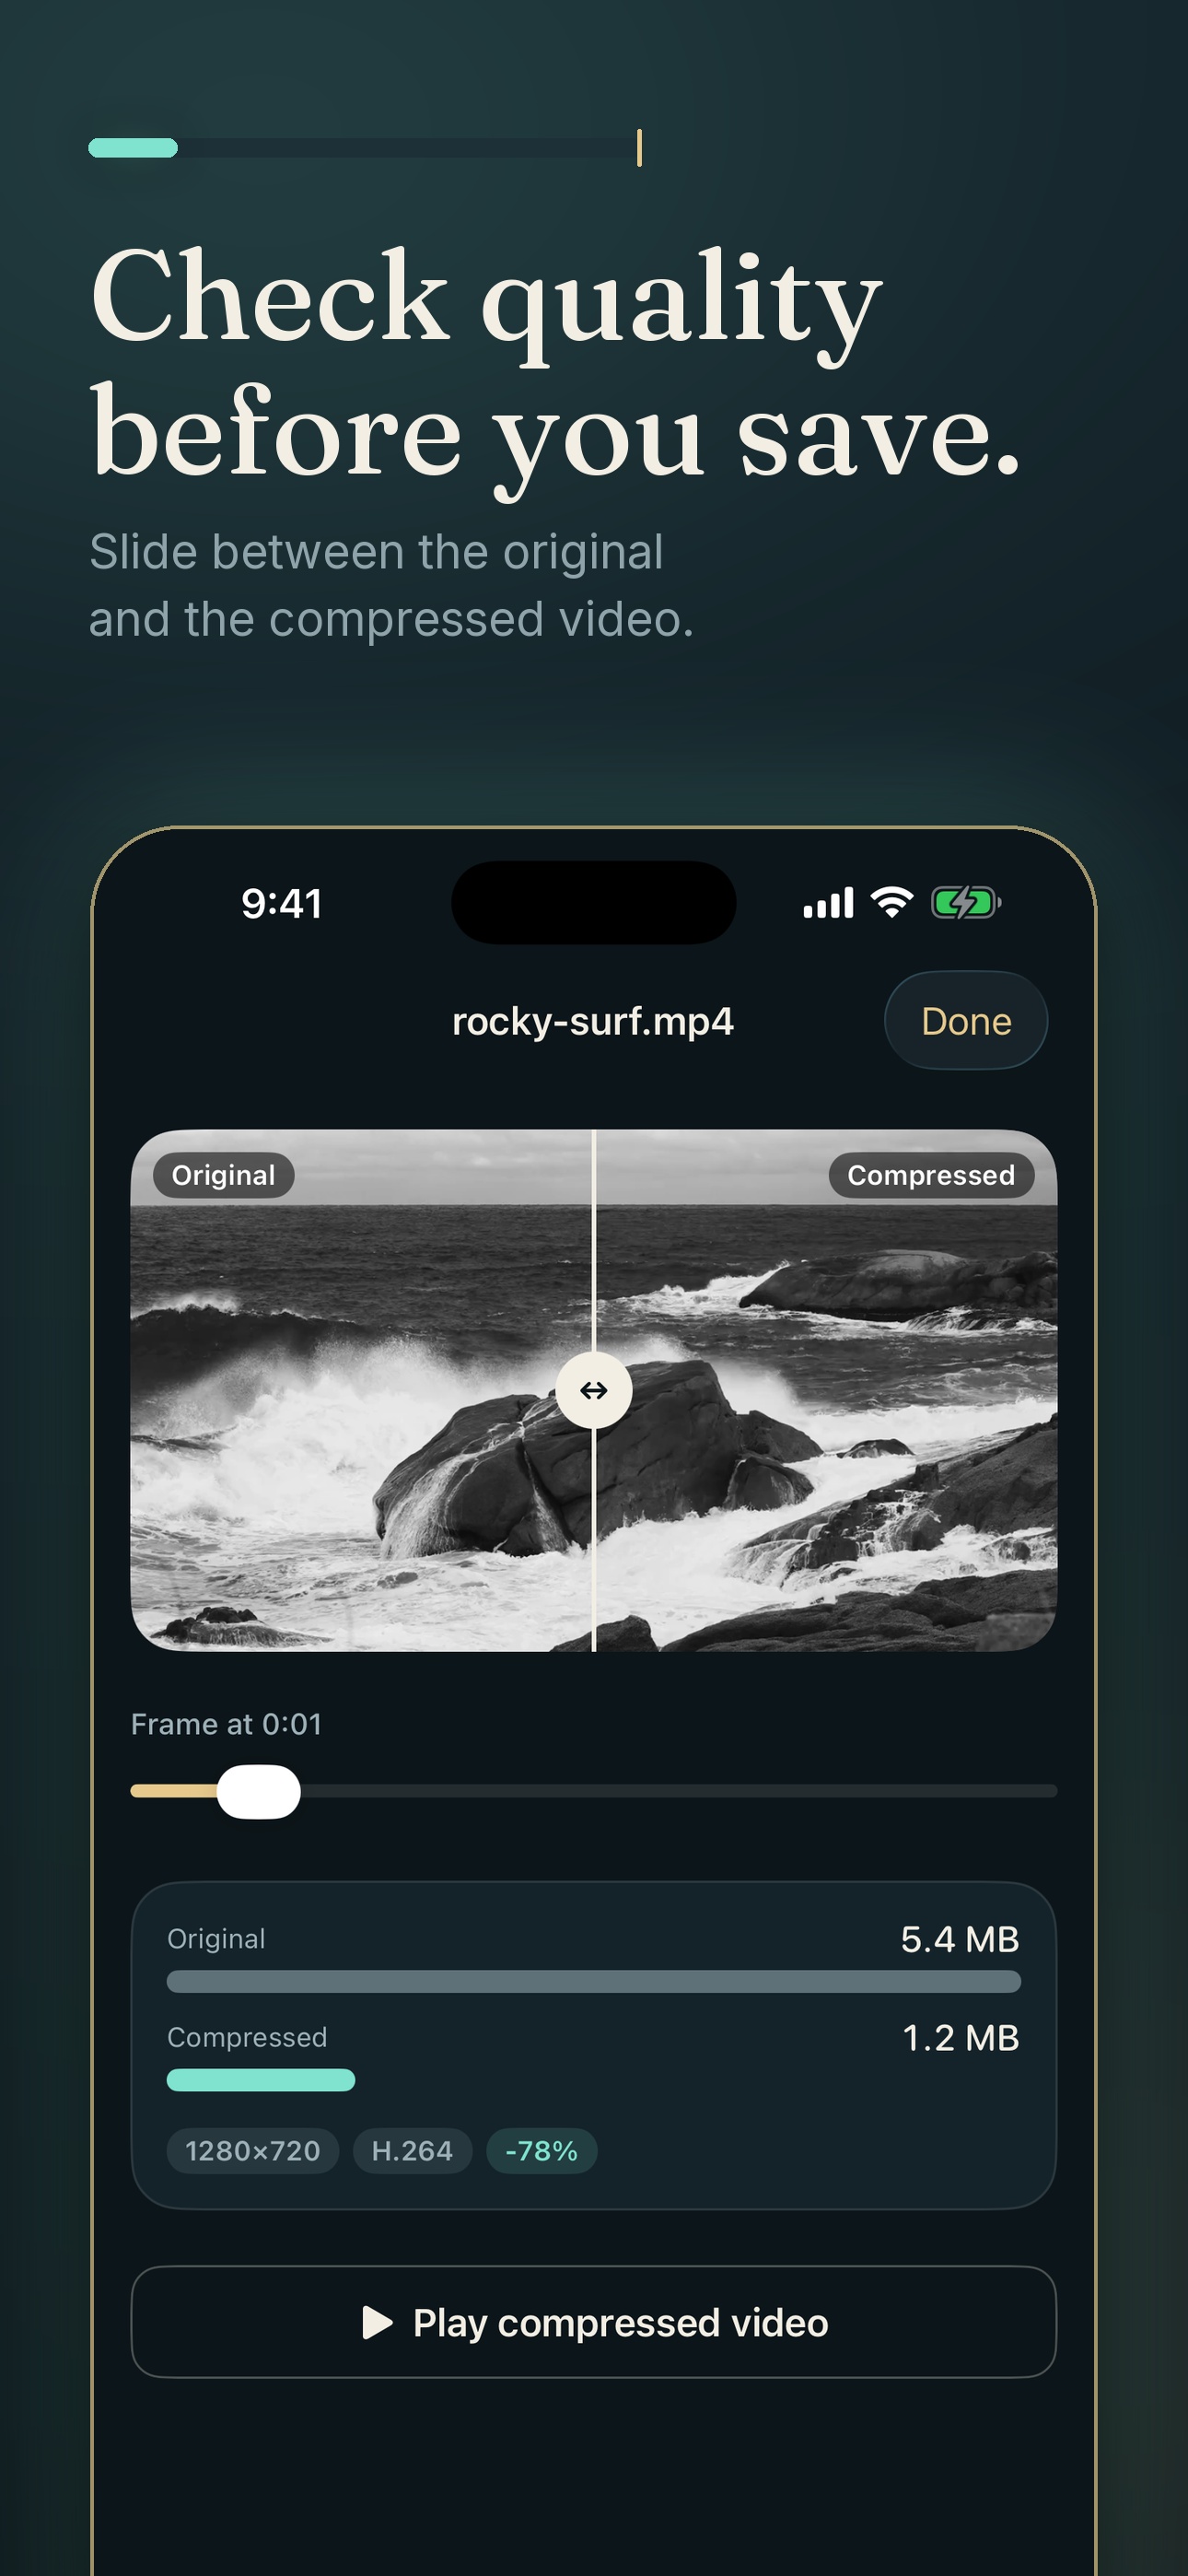 Check quality
before you save.
Slide between the original
and the compressed video.
9:41
rocky-surf.mp4
Done
Original
Compressed
Frame at 0:01
Original
5.4 MB
Compressed
1.2 MB
1280×720
H.264
-78%
Play compressed video